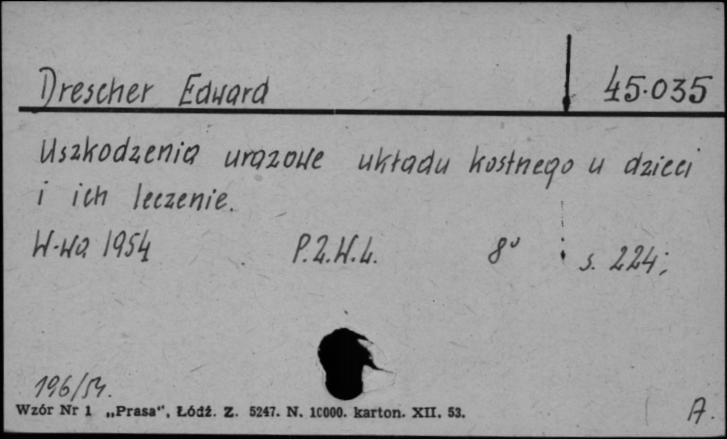 Drescher Edward 45.035
Uszkodzenia urazowe układu kostnego u dzieci
i ich leczenie.
W-wa 1954 P.Z.W.L. 8° s. 224;
196/54.
Wzór Nr 1 „Prasa", Łódź. Z. 5247. N. 10000. karton. XII. 53.
A.